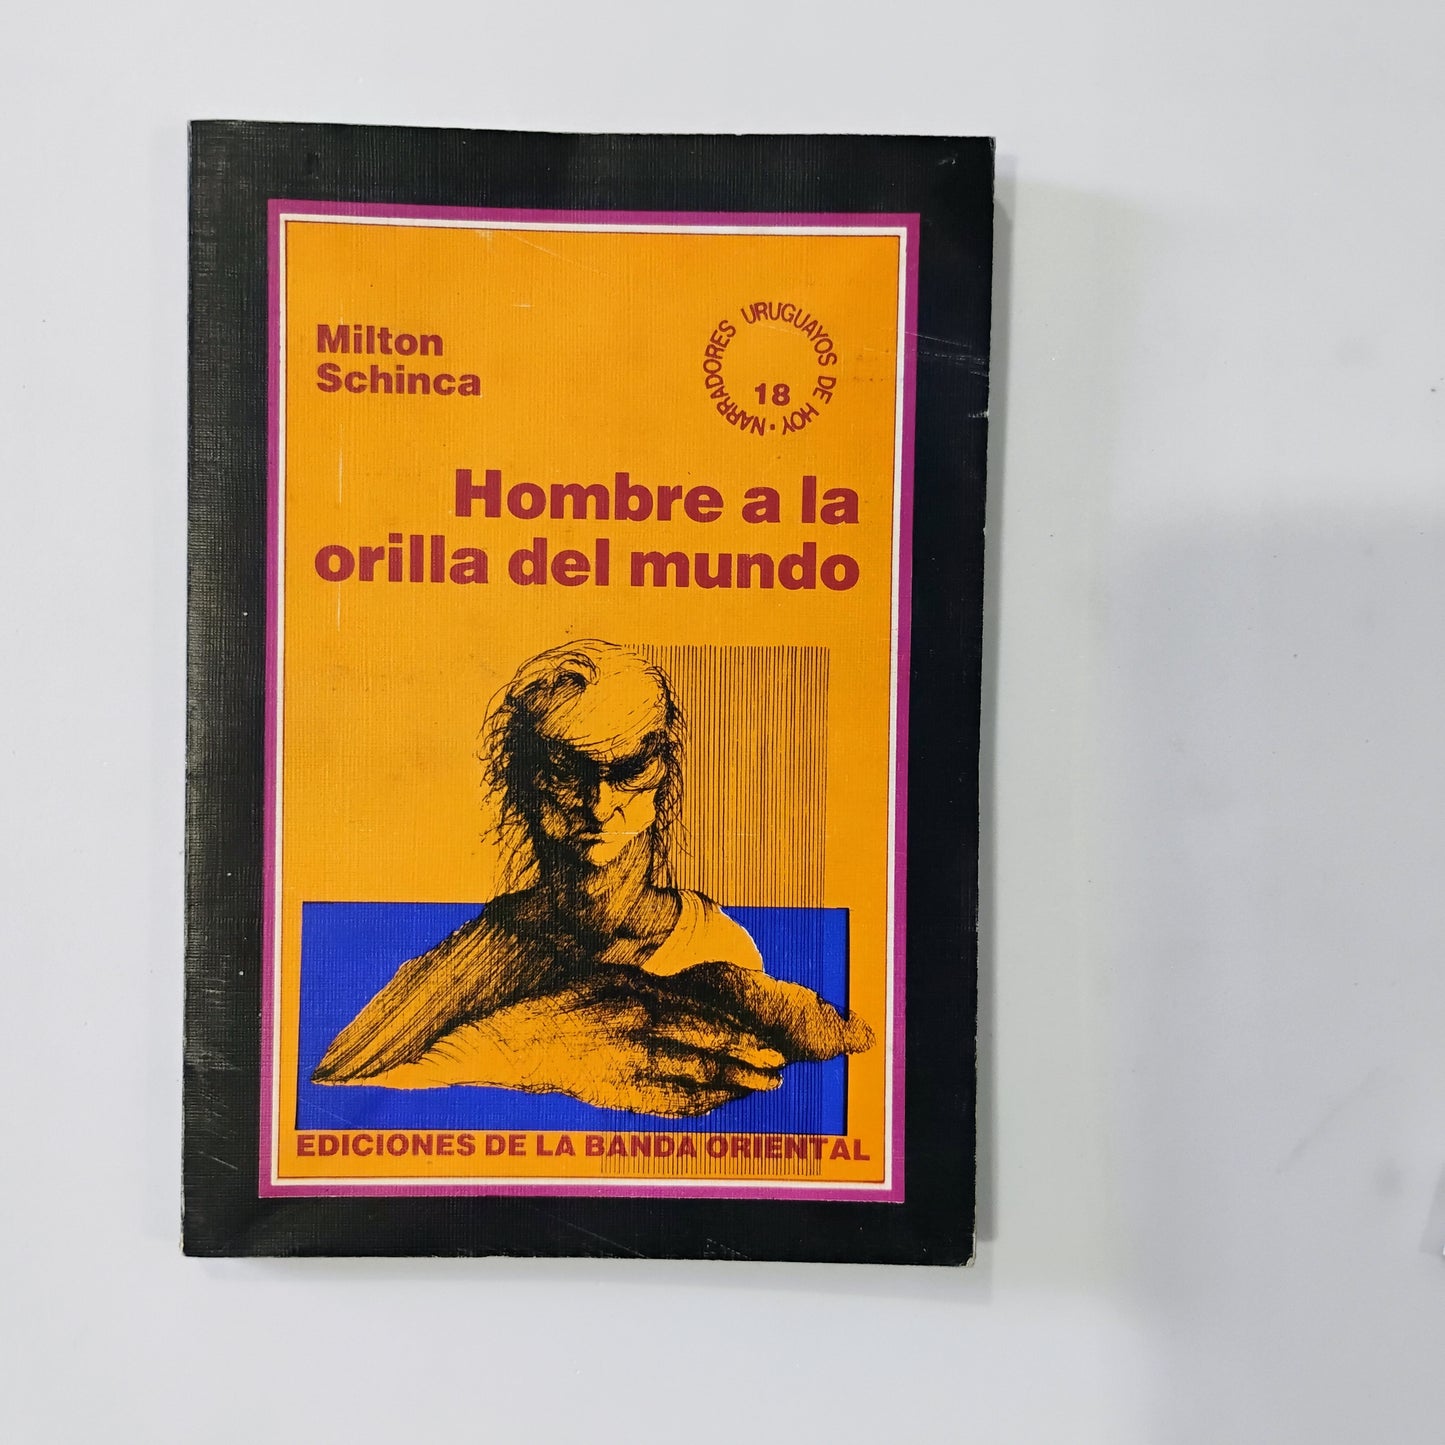 Milton
Schinca
NARRADORES URUGUAYOS DE HOY •
18
Hombre a la
orilla del mundo
EDICIONES DE LA BANDA ORIENTAL